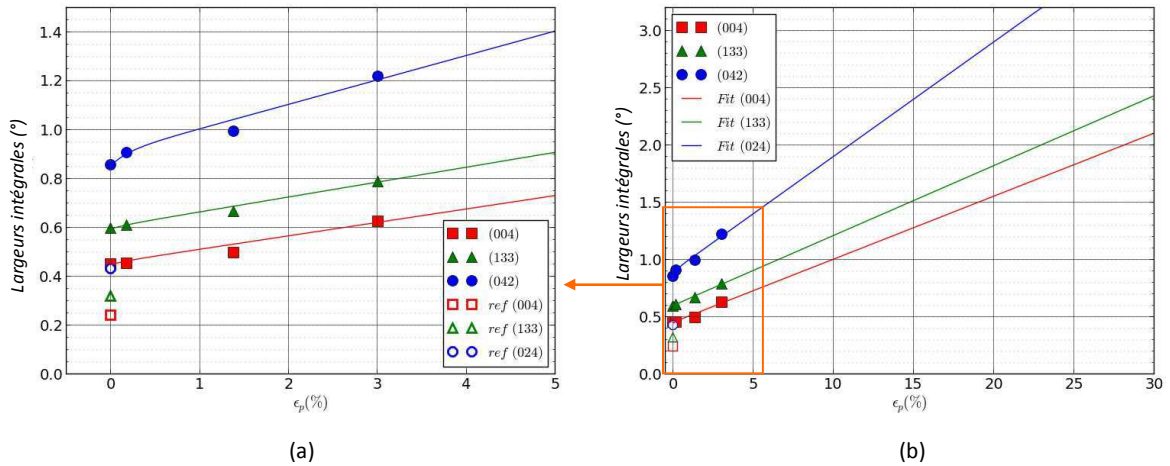 1.4
1.2
1.0
0.8
0.6
0.4
0.2
0.0
Largeurs intégrales (°)
0
1
2
3
4
5
ϵp(%)
(004)
(133)
(042)
ref (004)
ref (133)
ref (024)
(a)
3.0
2.5
2.0
1.5
1.0
0.5
0.0
Largeurs intégrales (°)
0
5
10
15
20
25
30
ϵp(%)
(004)
(133)
(042)
Fit (004)
Fit (133)
Fit (024)
(b)